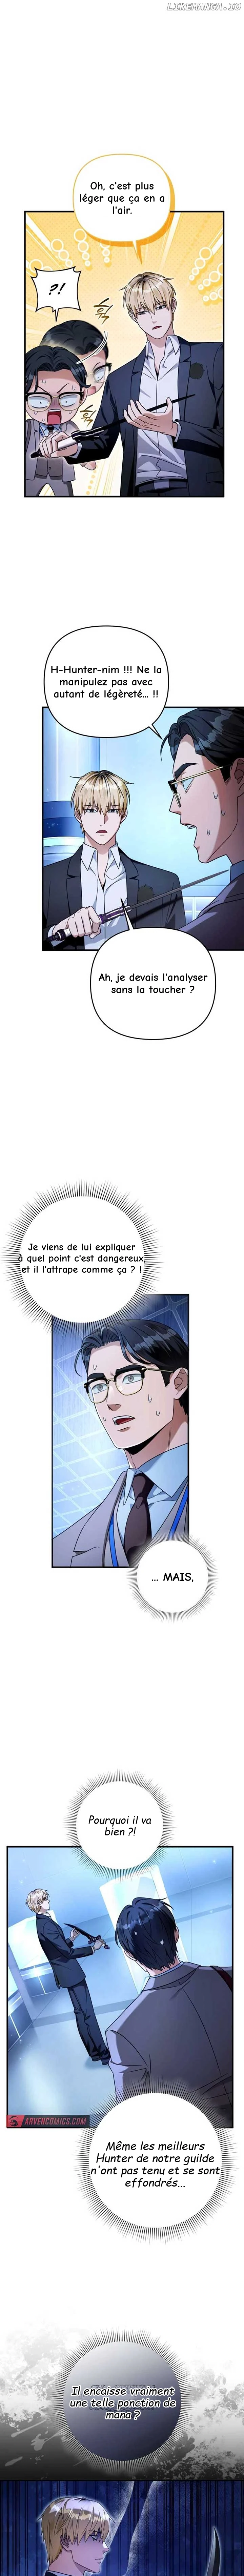 LIKEMANGA.IO
Oh, c'est plus
léger que ça en a
l'air.
?!
H-Hunter-nim !!! Ne la
manipulez pas avec
autant de légèreté... !!
Ah, je devais l'analyser
sans la toucher ?
Je viens de lui expliquer
à quel point c'est dangereux
et il l'attrape comme ça ? !
... MAIS,
Pourquoi il va
bien ?!
ARVENCOMICS.COM
Même les meilleurs
Hunter de notre guilde
n'ont pas tenu et se sont
effondrés...
Il encaisse vraiment
une telle ponction de
mana ?